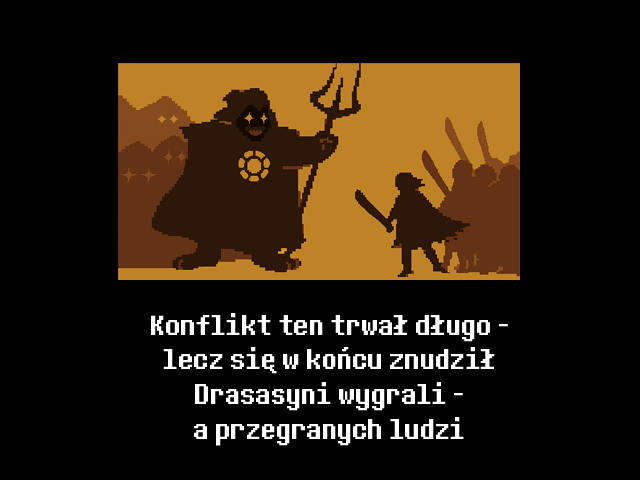 Konflikt ten trwał długo -
lecz się w końcu znudził
Drasasyni wygrali -
a przegranych ludzi